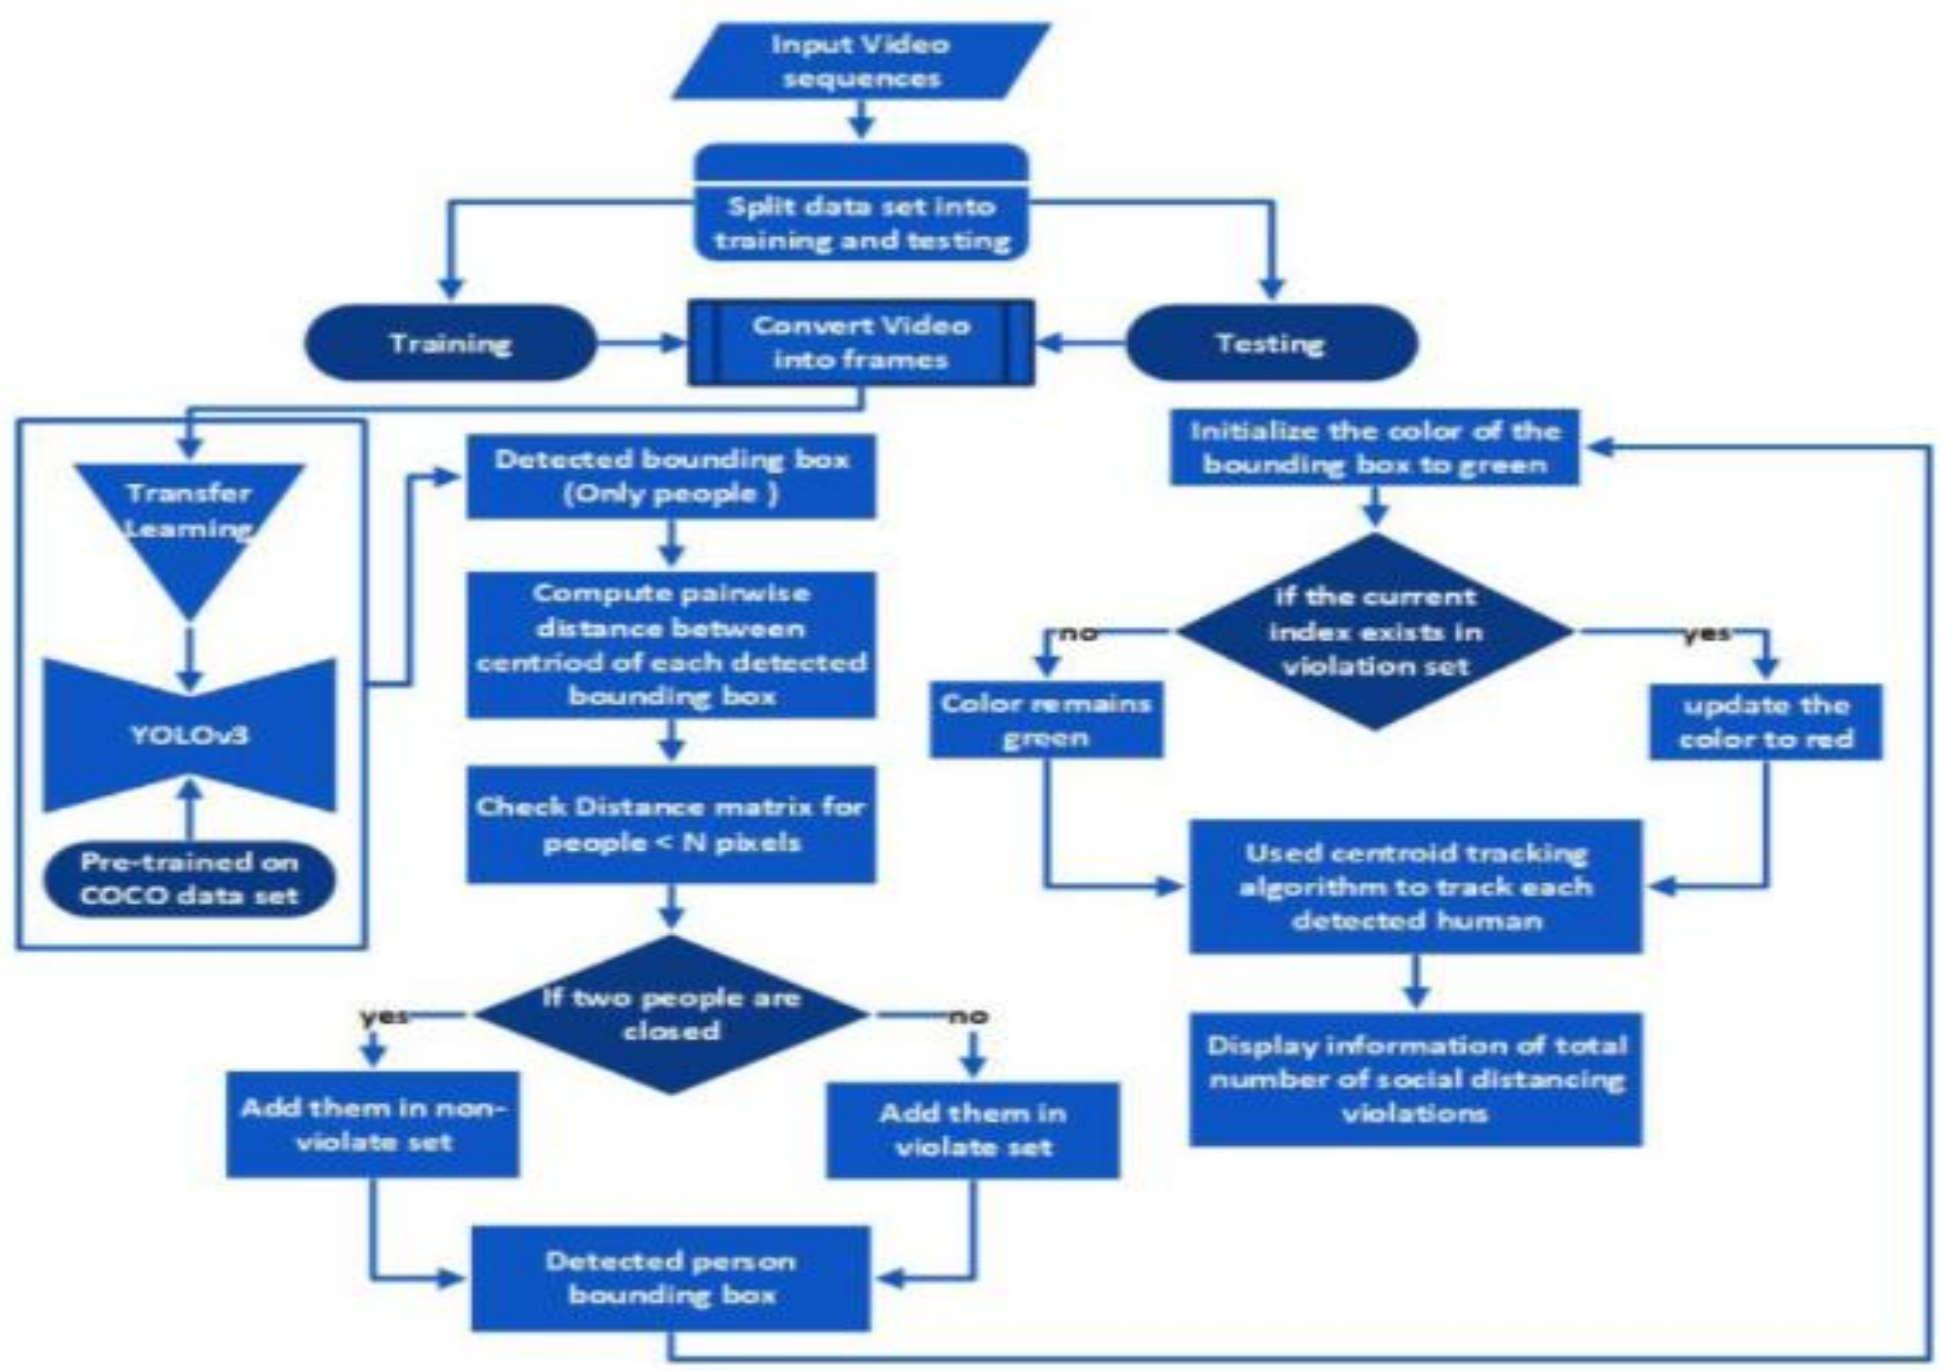 Input Video
sequences
Split data set into
training and testing
Training
Convert Video
into frames
Testing
Transfer
Learning
YOLOv3
Pre-trained on
COCO data set
Detected bounding box
(Only people )
Compute pairwise
distance between
centriod of each detected
bounding box
Check Distance matrix for
people < N pixels
If two people are
closed
yes
no
Add them in non-
violate set
Add them in
violate set
Detected person
bounding box
Initialize the color of the
bounding box to green
if the current
index exists in
violation set
no
yes
Color remains
green
update the
color to red
Used centroid tracking
algorithm to track each
detected human
Display information of total
number of social distancing
violations